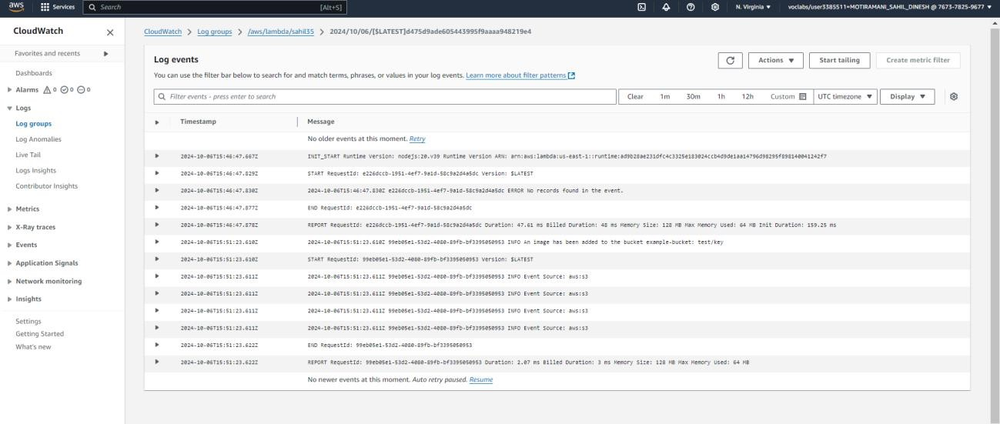 aws Services Search [Alt+S] N. Virginia voclabs/user3385511=MOTIRAMANI_SAHIL_DINESH @ 7673-7825-9677
CloudWatch
Favorites and recents
Dashboards
Alarms 0 0 0
Logs
Log groups
Log Anomalies
Live Tail
Logs Insights
Contributor Insights
Metrics
X-Ray traces
Events
Application Signals
Network monitoring
Insights
Settings
Getting Started
What's new
CloudWatch > Log groups > /aws/lambda/sahil35 > 2024/10/06/[$LATEST]d475d9ade605443995f9aaaa948219e4
Log events
Actions Start tailing Create metric filter
You can use the filter bar below to search for and match terms, phrases, or values in your log events. Learn more about filter patterns
Filter events - press enter to search Clear 1m 30m 1h 12h Custom UTC timezone Display
Timestamp Message
No older events at this moment. Retry
2024-10-06T15:46:47.667Z INIT_START Runtime Version: nodejs:20.v39 Runtime Version ARN: arn:aws:lambda:us-east-1::runtime:ad9b28ae231dfc4c3325e183024ccb4d9de1aa14796d98295f898140041242f7
2024-10-06T15:46:47.829Z START RequestId: e226dccb-1951-4ef7-9a1d-58c9a2d4a5dc Version: $LATEST
2024-10-06T15:46:47.830Z 2024-10-06T15:46:47.830Z e226dccb-1951-4ef7-9a1d-58c9a2d4a5dc ERROR No records found in the event.
2024-10-06T15:46:47.877Z END RequestId: e226dccb-1951-4ef7-9a1d-58c9a2d4a5dc
2024-10-06T15:46:47.878Z REPORT RequestId: e226dccb-1951-4ef7-9a1d-58c9a2d4a5dc Duration: 47.61 ms Billed Duration: 48 ms Memory Size: 128 MB Max Memory Used: 64 MB Init Duration: 159.25 ms
2024-10-06T15:51:23.610Z 2024-10-06T15:51:23.610Z 99eb05e1-53d2-4080-89fb-bf3395050953 INFO An image has been added to the bucket example-bucket: test/key
2024-10-06T15:51:23.610Z START RequestId: 99eb05e1-53d2-4080-89fb-bf3395050953 Version: $LATEST
2024-10-06T15:51:23.611Z 2024-10-06T15:51:23.611Z 99eb05e1-53d2-4080-89fb-bf3395050953 INFO Event Source: aws:s3
2024-10-06T15:51:23.611Z 2024-10-06T15:51:23.611Z 99eb05e1-53d2-4080-89fb-bf3395050953 INFO Event Source: aws:s3
2024-10-06T15:51:23.611Z 2024-10-06T15:51:23.611Z 99eb05e1-53d2-4080-89fb-bf3395050953 INFO Event Source: aws:s3
2024-10-06T15:51:23.611Z 2024-10-06T15:51:23.611Z 99eb05e1-53d2-4080-89fb-bf3395050953 INFO Event Source: aws:s3
2024-10-06T15:51:23.622Z END RequestId: 99eb05e1-53d2-4080-89fb-bf3395050953
2024-10-06T15:51:23.622Z REPORT RequestId: 99eb05e1-53d2-4080-89fb-bf3395050953 Duration: 2.07 ms Billed Duration: 3 ms Memory Size: 128 MB Max Memory Used: 64 MB
No newer events at this moment. Auto retry paused. Resume